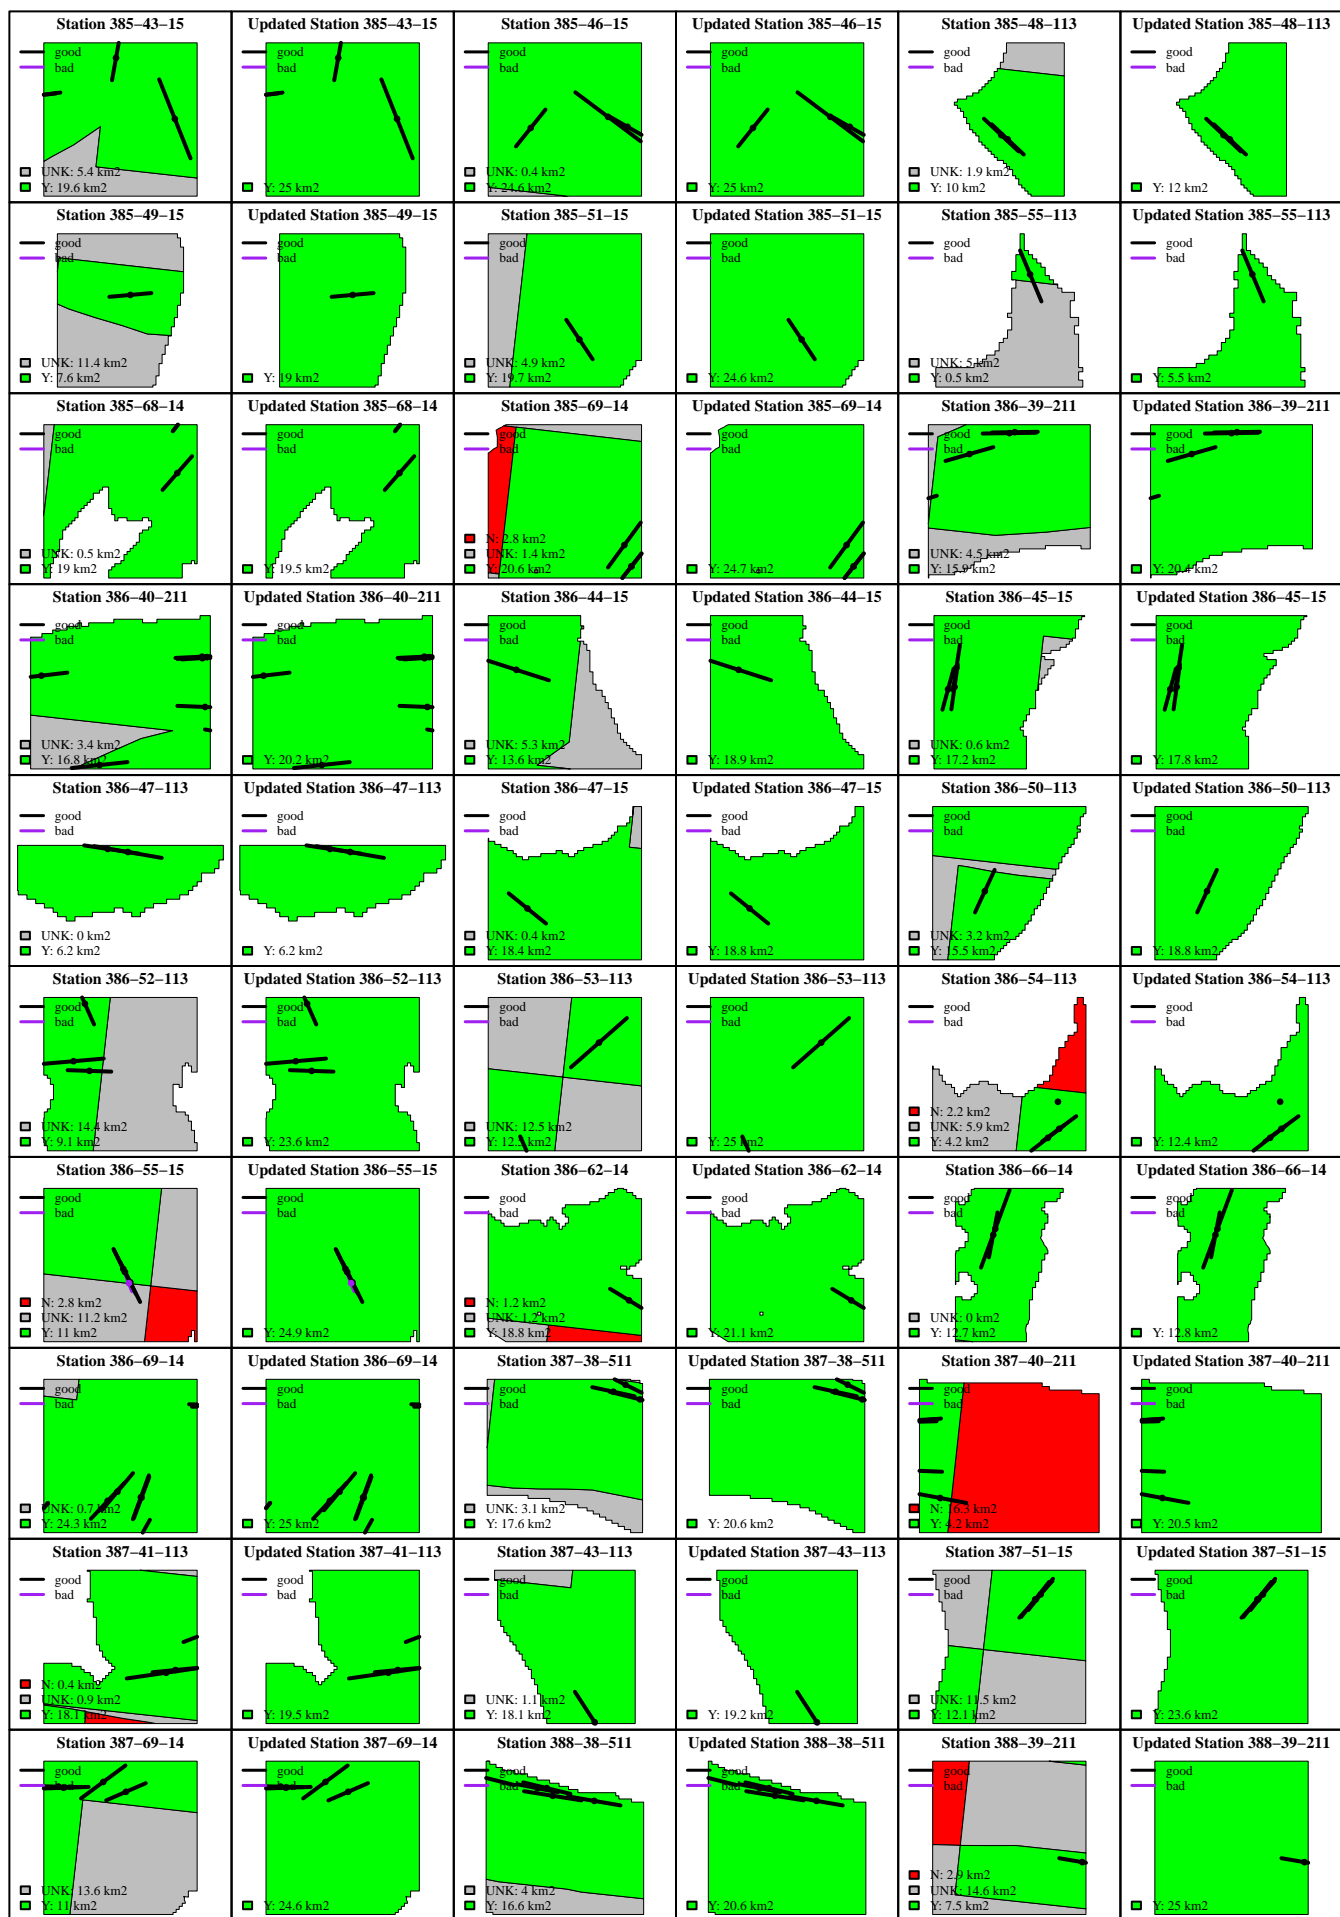 Station 385−43−15
good
bad
UNK: 5.4 km2
Y: 19.6 km2
Updated Station 385−43−15
good
bad
Y: 25 km2
Station 385−46−15
good
bad
UNK: 0.4 km2
Y: 24.6 km2
Updated Station 385−46−15
good
bad
Y: 25 km2
Station 385−48−113
good
bad
UNK: 1.9 km2
Y: 10 km2
Updated Station 385−48−113
good
bad
Y: 12 km2
Station 385−49−15
good
bad
UNK: 11.4 km2
Y: 7.6 km2
Updated Station 385−49−15
good
bad
Y: 19 km2
Station 385−51−15
good
bad
UNK: 4.9 km2
Y: 19.7 km2
Updated Station 385−51−15
good
bad
Y: 24.6 km2
Station 385−55−113
good
bad
UNK: 5 km2
Y: 0.5 km2
Updated Station 385−55−113
good
bad
Y: 5.5 km2
Station 385−68−14
good
bad
UNK: 0.5 km2
Y: 19 km2
Updated Station 385−68−14
good
bad
Y: 19.5 km2
Station 385−69−14
good
bad
N: 2.8 km2
UNK: 1.4 km2
Y: 20.6 km2
Updated Station 385−69−14
good
bad
Y: 24.7 km2
Station 386−39−211
good
bad
UNK: 4.5 km2
Y: 15.9 km2
Updated Station 386−39−211
good
bad
Y: 20.4 km2
Station 386−40−211
good
bad
UNK: 3.4 km2
Y: 16.8 km2
Updated Station 386−40−211
good
bad
Y: 20.2 km2
Station 386−44−15
good
bad
UNK: 5.3 km2
Y: 13.6 km2
Updated Station 386−44−15
good
bad
Y: 18.9 km2
Station 386−45−15
good
bad
UNK: 0.6 km2
Y: 17.2 km2
Updated Station 386−45−15
good
bad
Y: 17.8 km2
Station 386−47−113
good
bad
UNK: 0 km2
Y: 6.2 km2
Updated Station 386−47−113
good
bad
Y: 6.2 km2
Station 386−47−15
good
bad
UNK: 0.4 km2
Y: 18.4 km2
Updated Station 386−47−15
good
bad
Y: 18.8 km2
Station 386−50−113
good
bad
UNK: 3.2 km2
Y: 15.5 km2
Updated Station 386−50−113
good
bad
Y: 18.8 km2
Station 386−52−113
good
bad
UNK: 14.4 km2
Y: 9.1 km2
Updated Station 386−52−113
good
bad
Y: 23.6 km2
Station 386−53−113
good
bad
UNK: 12.5 km2
Y: 12.5 km2
Updated Station 386−53−113
good
bad
Y: 25 km2
Station 386−54−113
good
bad
N: 2.2 km2
UNK: 5.9 km2
Y: 4.2 km2
Updated Station 386−54−113
good
bad
Y: 12.4 km2
Station 386−55−15
good
bad
N: 2.8 km2
UNK: 11.2 km2
Y: 11 km2
Updated Station 386−55−15
good
bad
Y: 24.9 km2
Station 386−62−14
good
bad
N: 1.2 km2
UNK: 1.2 km2
Y: 18.8 km2
Updated Station 386−62−14
good
bad
Y: 21.1 km2
Station 386−66−14
good
bad
UNK: 0 km2
Y: 12.7 km2
Updated Station 386−66−14
good
bad
Y: 12.8 km2
Station 386−69−14
good
bad
UNK: 0.7 km2
Y: 24.3 km2
Updated Station 386−69−14
good
bad
Y: 25 km2
Station 387−38−511
good
bad
UNK: 3.1 km2
Y: 17.6 km2
Updated Station 387−38−511
good
bad
Y: 20.6 km2
Station 387−40−211
good
bad
N: 16.3 km2
Y: 4.2 km2
Updated Station 387−40−211
good
bad
Y: 20.5 km2
Station 387−41−113
good
bad
N: 0.4 km2
UNK: 0.9 km2
Y: 18.1 km2
Updated Station 387−41−113
good
bad
Y: 19.5 km2
Station 387−43−113
good
bad
UNK: 1.1 km2
Y: 18.1 km2
Updated Station 387−43−113
good
bad
Y: 19.2 km2
Station 387−51−15
good
bad
UNK: 11.5 km2
Y: 12.1 km2
Updated Station 387−51−15
good
bad
Y: 23.6 km2
Station 387−69−14
good
bad
UNK: 13.6 km2
Y: 11 km2
Updated Station 387−69−14
good
bad
Y: 24.6 km2
Station 388−38−511
good
bad
UNK: 4 km2
Y: 16.6 km2
Updated Station 388−38−511
good
bad
Y: 20.6 km2
Station 388−39−211
good
bad
N: 2.9 km2
UNK: 14.6 km2
Y: 7.5 km2
Updated Station 388−39−211
good
bad
Y: 25 km2